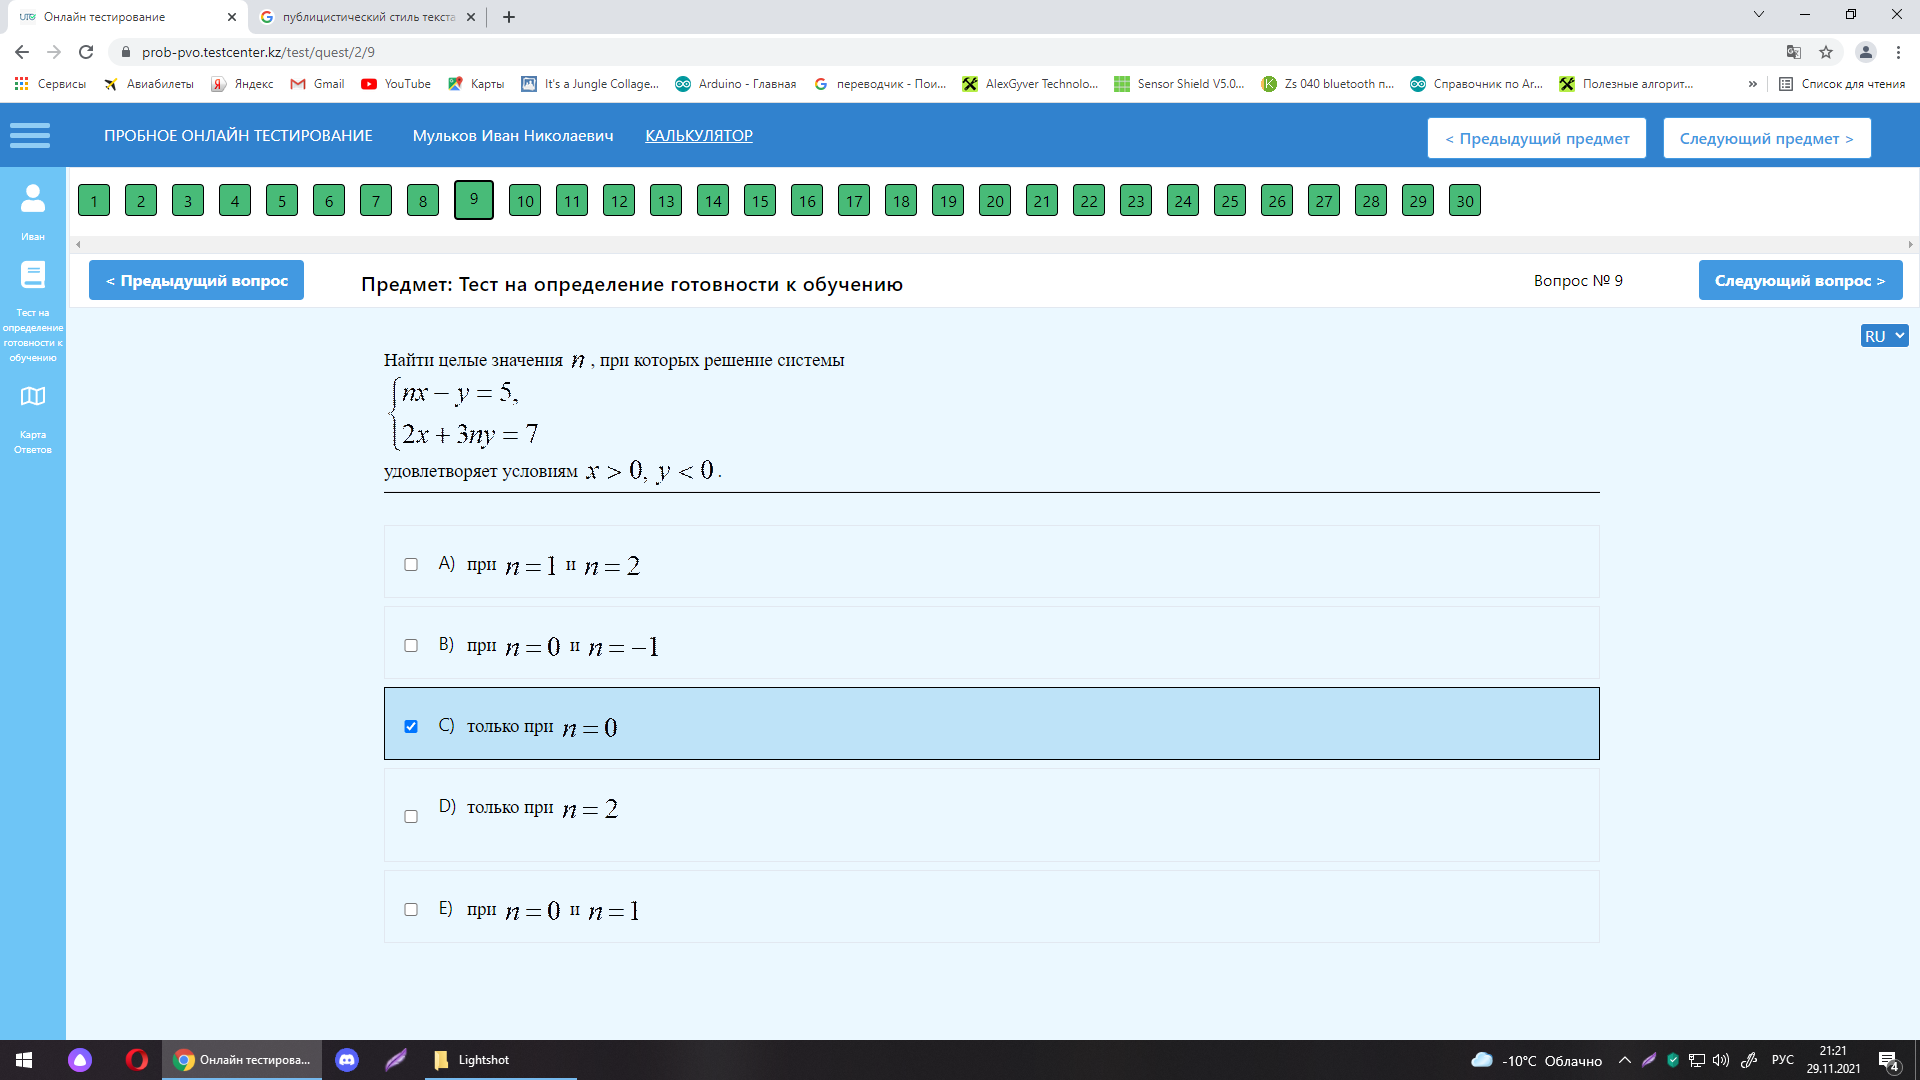 Онлайн тестирование
публицистический стиль текста
prob-pvo.testcenter.kz/test/quest/2/9
Сервисы Авиабилеты Яндекс Gmail YouTube Карты It's a Jungle Collage... Arduino - Главная переводчик - Пои... AlexGyver Technolo... Sensor Shield V5.0... Zs 040 bluetooth п... Справочник по Ar... Полезные алгорит... » Список для чтения
ПРОБНОЕ ОНЛАЙН ТЕСТИРОВАНИЕ Мульков Иван Николаевич КАЛЬКУЛЯТОР < Предыдущий предмет Следующий предмет >
1 2 3 4 5 6 7 8 9 10 11 12 13 14 15 16 17 18 19 20 21 22 23 24 25 26 27 28 29 30
Иван
Тест на
определение
готовности к
обучению
Карта
Ответов
< Предыдущий вопрос Предмет: Тест на определение готовности к обучению Вопрос № 9 Следующий вопрос >
RU
Найти целые значения n , при которых решение системы
nx − y = 5,
2x + 3ny = 7
удовлетворяет условиям x > 0, y < 0 .
A) при n = 1 и n = 2
B) при n = 0 и n = −1
C) только при n = 0
D) только при n = 2
E) при n = 0 и n = 1
Онлайн тестирова... Lightshot -10°C Облачно РУС 21:21
29.11.2021 4